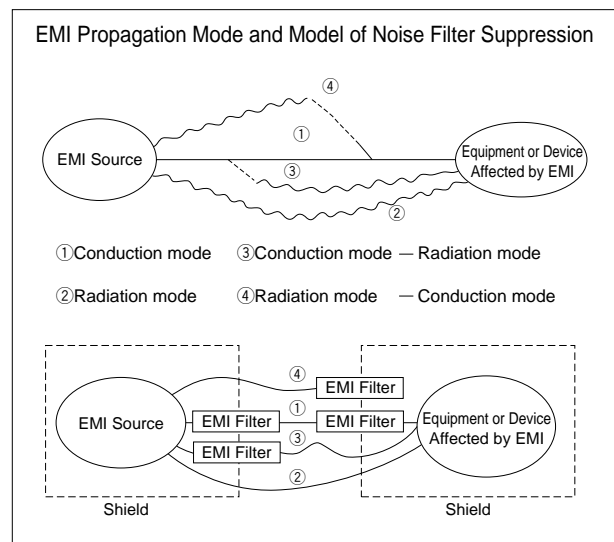 EMI Propagation Mode and Model of Noise Filter Suppression
④
①
EMI Source
Equipment or Device
Affected by EMI
③
②
①Conduction mode ③Conduction mode — Radiation mode
②Radiation mode ④Radiation mode — Conduction mode
④
EMI Filter
EMI Source
EMI Filter
①
EMI Filter
Equipment or Device
Affected by EMI
EMI Filter
③
②
Shield
Shield